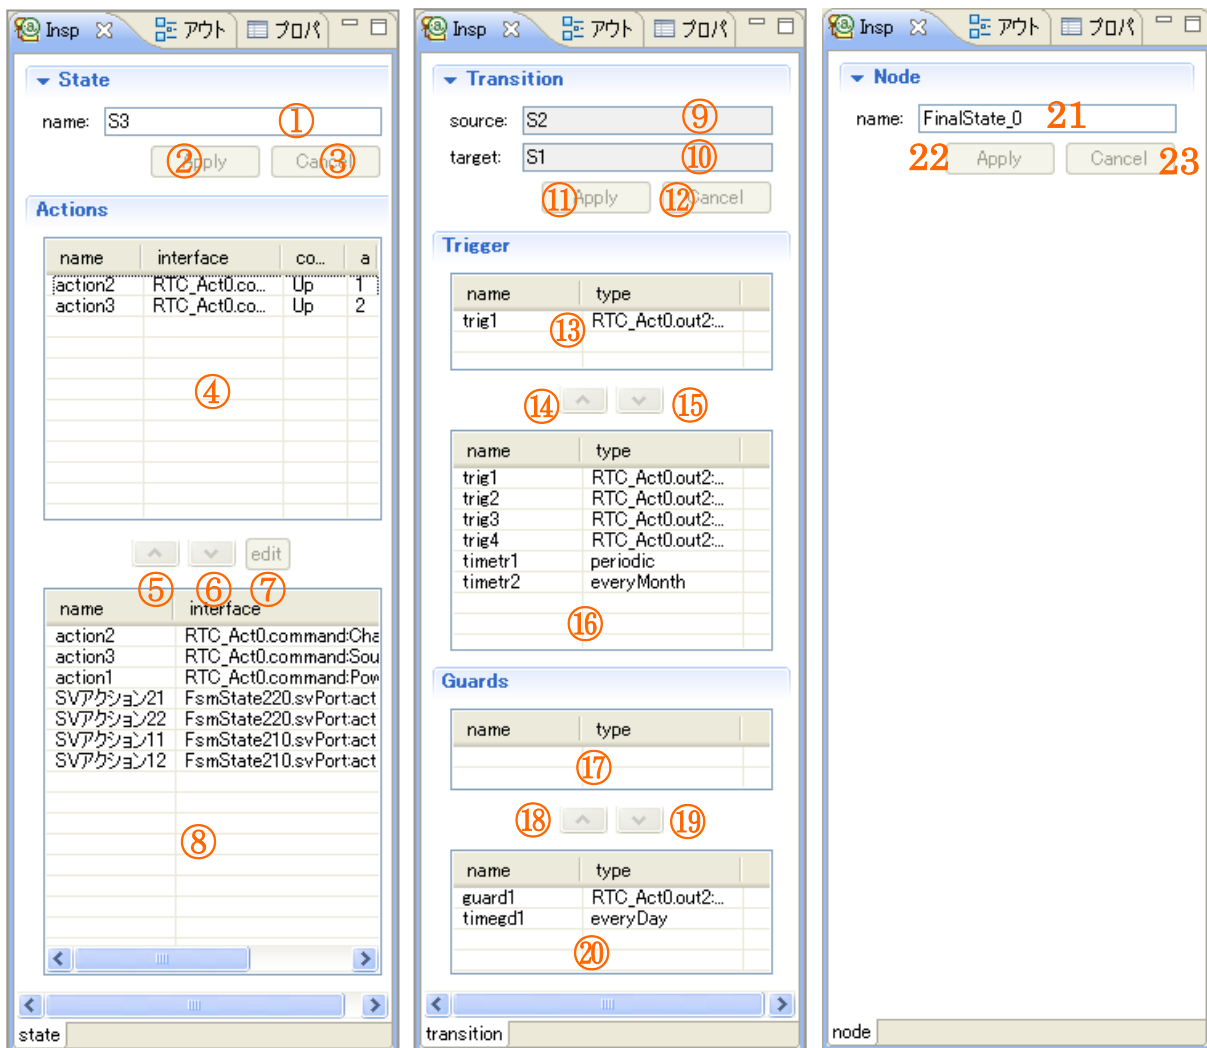 Insp アウト プロパ
State
name: S3 ①
② Apply Cancel ③
Actions
name interface co... a
action2 RTC_Act0.co... Up 1
action3 RTC_Act0.co... Up 2
④
edit
⑤ ⑥ ⑦
name interface
action2 RTC_Act0.command:Cha
action3 RTC_Act0.command:Sou
action1 RTC_Act0.command:Pow
SVアクション21 FsmState220.svPort:act
SVアクション22 FsmState220.svPort:act
SVアクション11 FsmState210.svPort:act
SVアクション12 FsmState210.svPort:act
⑧
state
Insp アウト プロパ
Transition
source: S2 ⑨
target: S1 ⑩
⑪ Apply ⑫ Cancel
Trigger
name type
trig1 RTC_Act0.out2:...
⑬
⑭ ⑮
name type
trig1 RTC_Act0.out2:...
trig2 RTC_Act0.out2:...
trig3 RTC_Act0.out2:...
trig4 RTC_Act0.out2:...
timetr1 periodic
timetr2 everyMonth
⑯
Guards
name type
⑰
⑱ ⑲
name type
guard1 RTC_Act0.out2:...
timegd1 everyDay
⑳
transition
Insp アウト プロパ
Node
name: FinalState_0 21
22 Apply Cancel 23
node